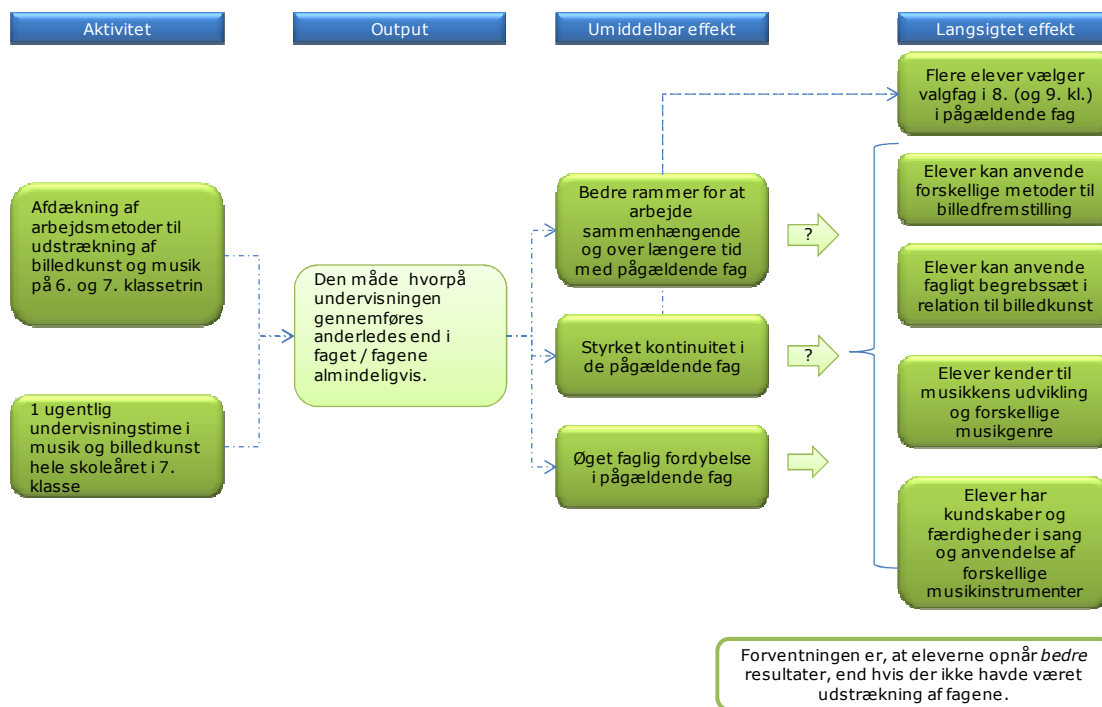 Aktivitet
Output
Umiddelbar effekt
Langsigtet effekt
Afdækning af
arbejdsmetoder til
udstrækning af
billedkunst og musik
på 6. og 7. klassetrin
1 ugentlig
undervisningstime i
musik og billedkunst
hele skoleåret i 7.
klasse
Den måde hvorpå
undervisningen
gennemføres
anderledes end i
faget / fagene
almindeligvis.
Bedre rammer for at
arbejde
sammenhængende
og over længere tid
med pågældende fag
?
Styrket kontinuitet i
de pågældende fag
?
Øget faglig fordybelse
i pågældende fag
Flere elever vælger
valgfag i 8. (og 9. kl.)
i pågældende fag
Elever kan anvende
forskellige metoder til
billedfremstilling
Elever kan anvende
fagligt begrebssæt i
relation til billedkunst
Elever kender til
musikkens udvikling
og forskellige
musikgenre
Elever har
kundskaber og
færdigheder i sang
og anvendelse af
forskellige
musikinstrumenter
Forventningen er, at eleverne opnår bedre
resultater, end hvis der ikke havde været
udstrækning af fagene.